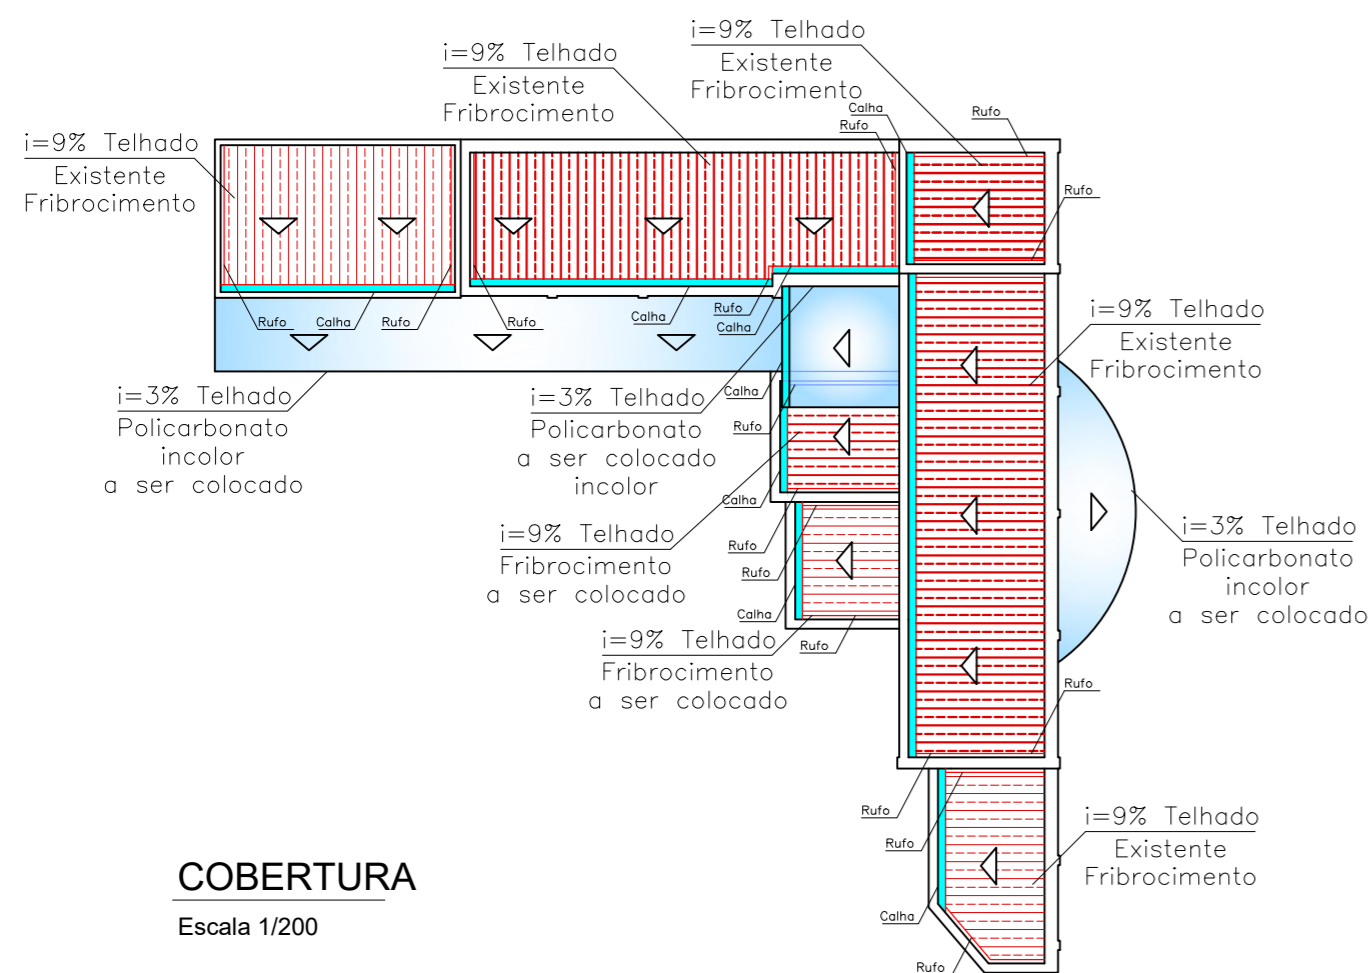 i=9% Telhado
Existente
Fribrocimento
i=9% Telhado
Existente
Fribrocimento
i=9% Telhado
Existente
Fribrocimento
Calha
Rufo
Rufo
Rufo
Rufo
Calha
Rufo
Rufo
Calha
Rufo
Calha
i=9% Telhado
Existente
Fribrocimento
i=3% Telhado
Policarbonato
incolor
a ser colocado
i=3% Telhado
Policarbonato
a ser colocado
incolor
Calha
Rufo
Calha
i=9% Telhado
Fribrocimento
a ser colocado
Rufo
Rufo
Calha
i=3% Telhado
Policarbonato
incolor
a ser colocado
i=9% Telhado
Fribrocimento
a ser colocado
Rufo
Rufo
Rufo
Rufo
Calha
Rufo
i=9% Telhado
Existente
Fribrocimento
COBERTURA
Escala 1/200